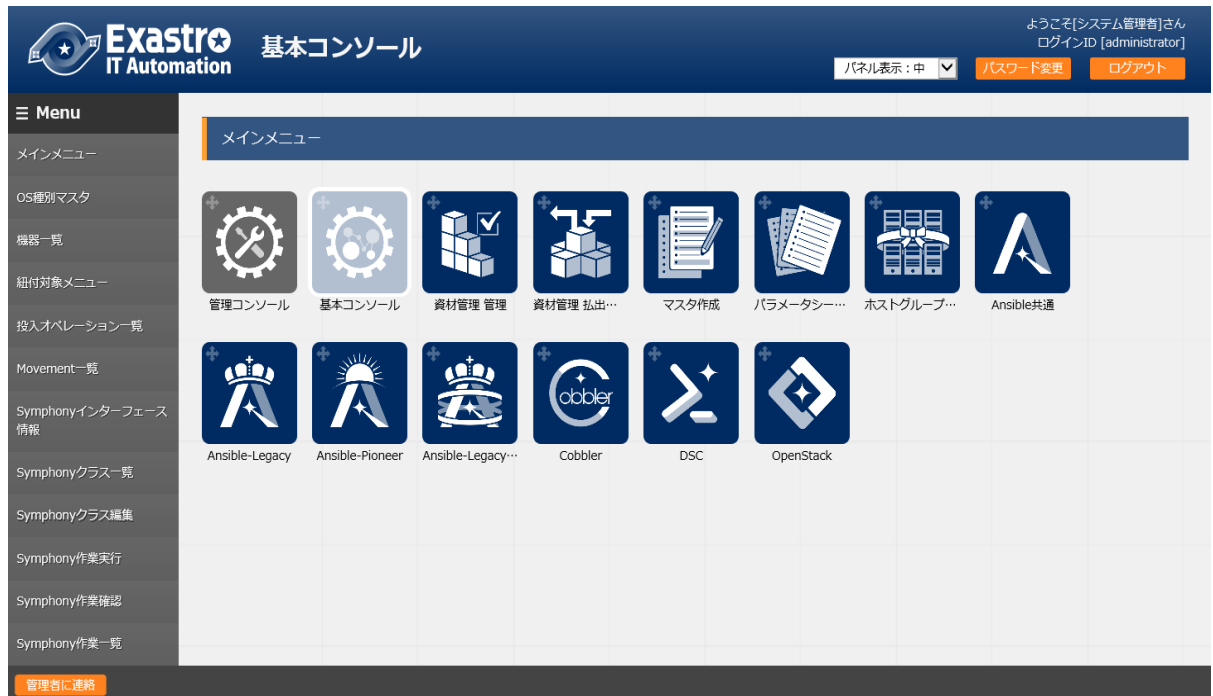 Exastro
IT Automation
基本コンソール
ようこそ[システム管理者]さん
ログインID [administrator]
パネル表示：中
パスワード変更
ログアウト
Menu
メインメニュー
OS種別マスタ
機器一覧
紐付対象メニュー
投入オペレーション一覧
Movement一覧
Symphonyインターフェース
情報
Symphonyクラス一覧
Symphonyクラス編集
Symphony作業実行
Symphony作業確認
Symphony作業一覧
メインメニュー
管理コンソール
基本コンソール
資材管理 管理
資材管理 払出…
マスタ作成
パラメータシー…
ホストグループ…
Ansible共通
Ansible-Legacy
Ansible-Pioneer
Ansible-Legacy…
Cobbler
Cobbler
DSC
OpenStack
管理者に連絡